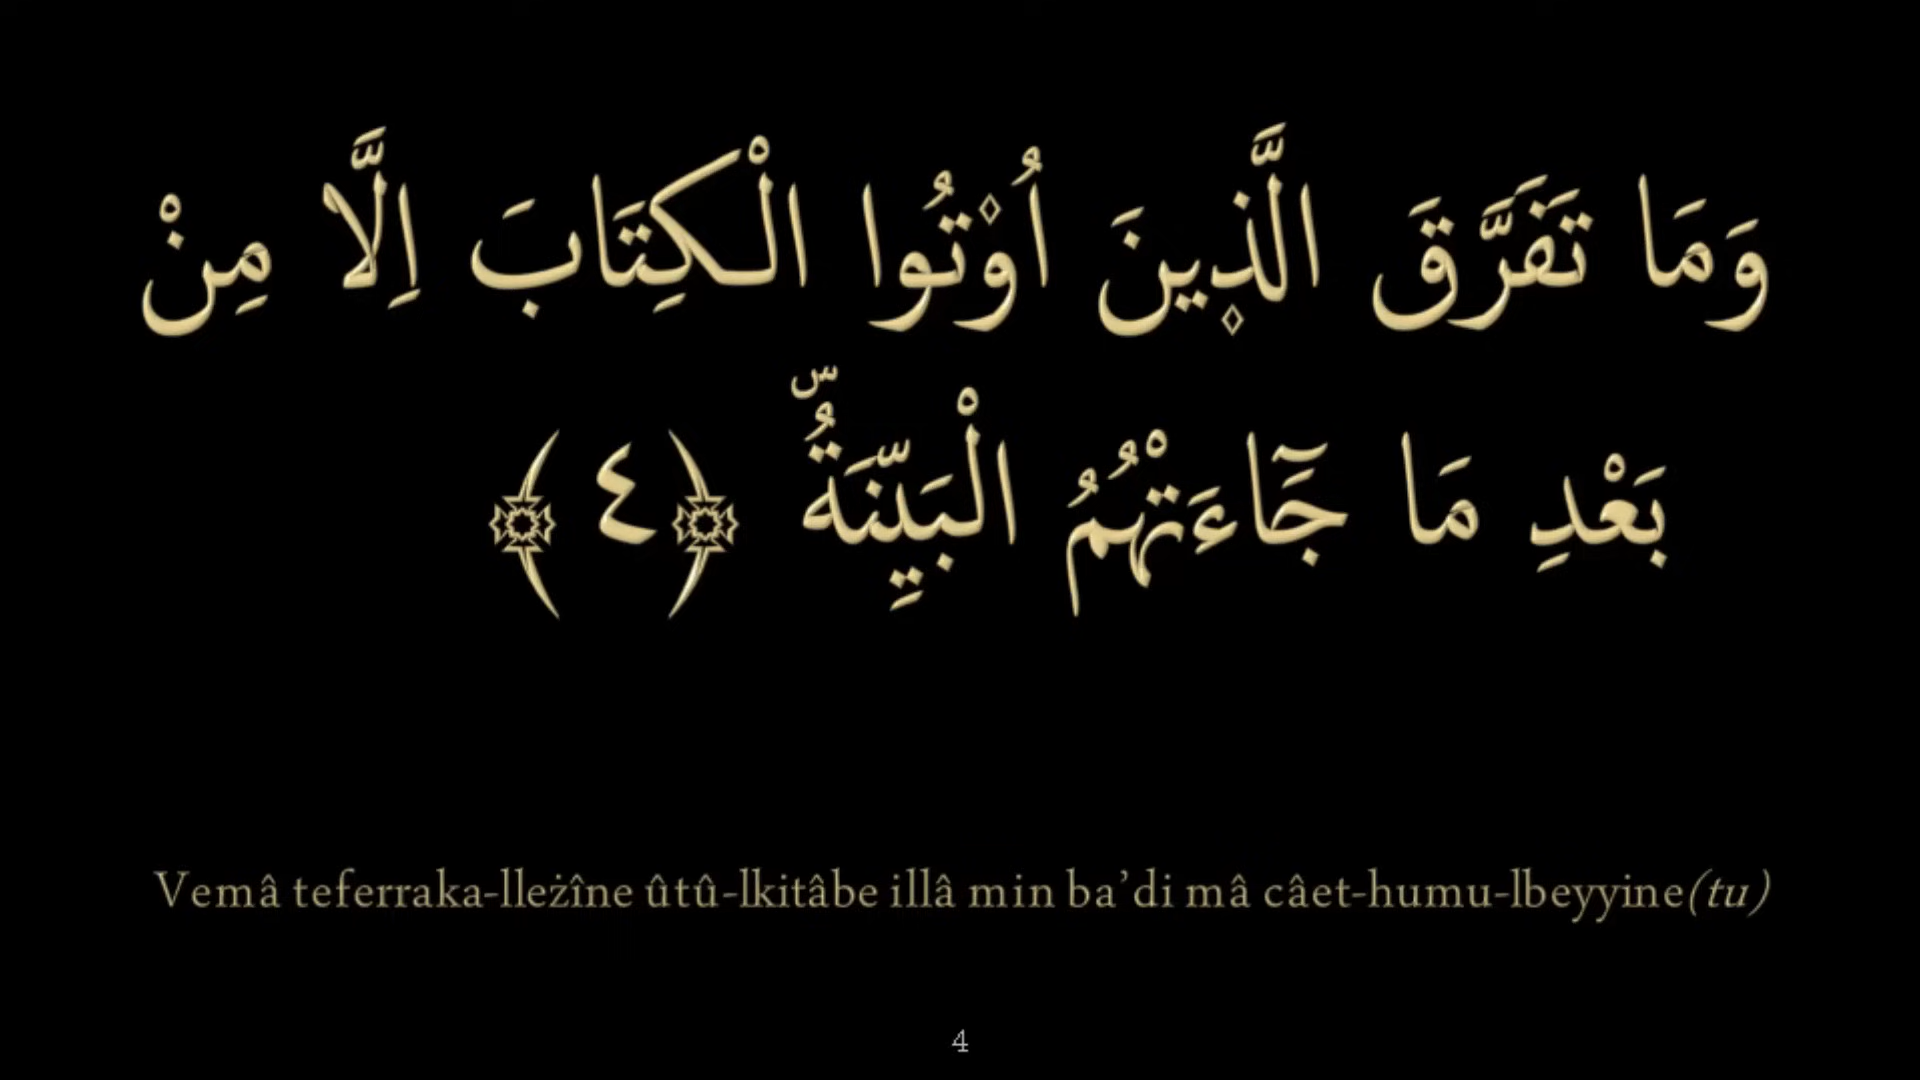 وَمَا تَفَرَّقَ الَّذ۪ينَ اُو۫تُوا الْكِتَابَ اِلَّا مِنْ
بَعْدِ مَا جَٓاءَتْهُمُ الْبَيِّنَةُۜ ﴿٤﴾
Vemâ teferraka-lleżîne ûtû-lkitâbe illâ min ba’di mâ câet-humu-lbeyyine(tu)
4